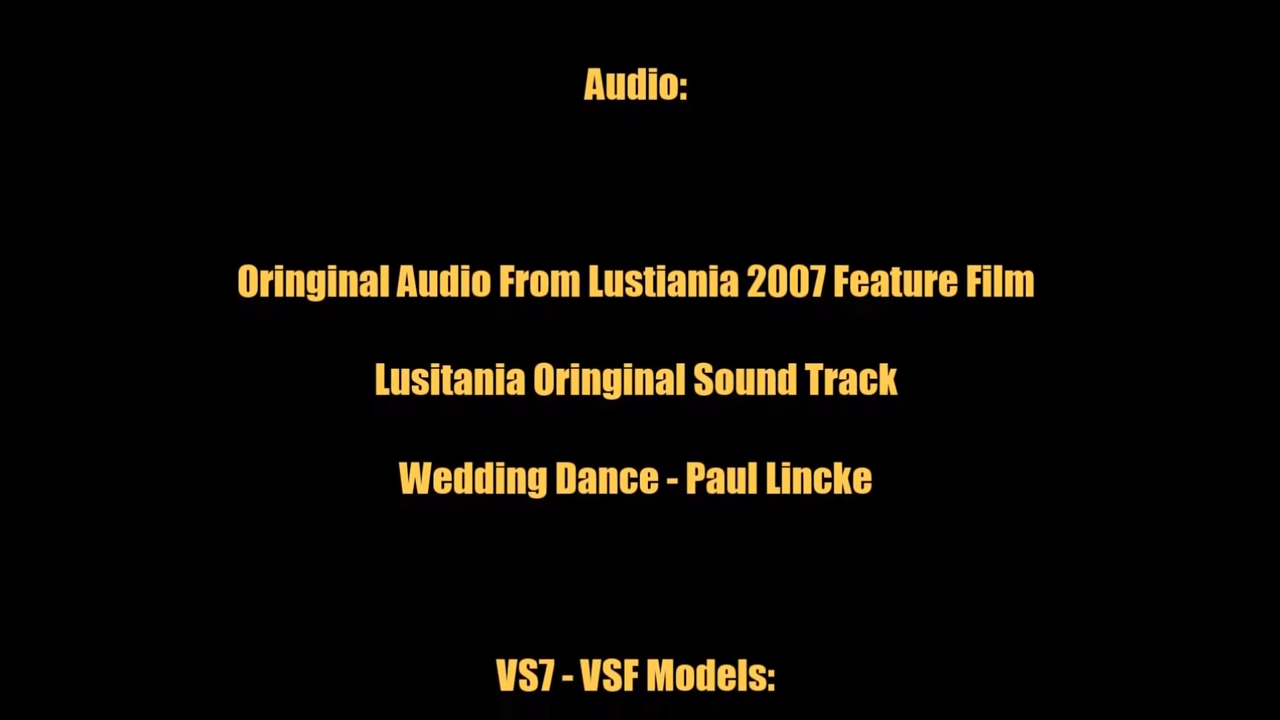 Audio:
Oringinal Audio From Lustiania 2007 Feature Film
Lusitania Oringinal Sound Track
Wedding Dance - Paul Lincke
VS7 - VSF Models: